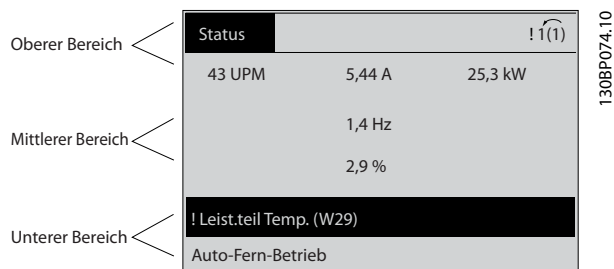 Oberer Bereich
Status
! 1(1)
43 UPM 5,44 A 25,3 kW
Mittlerer Bereich
1,4 Hz
2,9 %
! Leist.teil Temp. (W29)
Unterer Bereich
Auto-Fern-Betrieb
130BP074.10